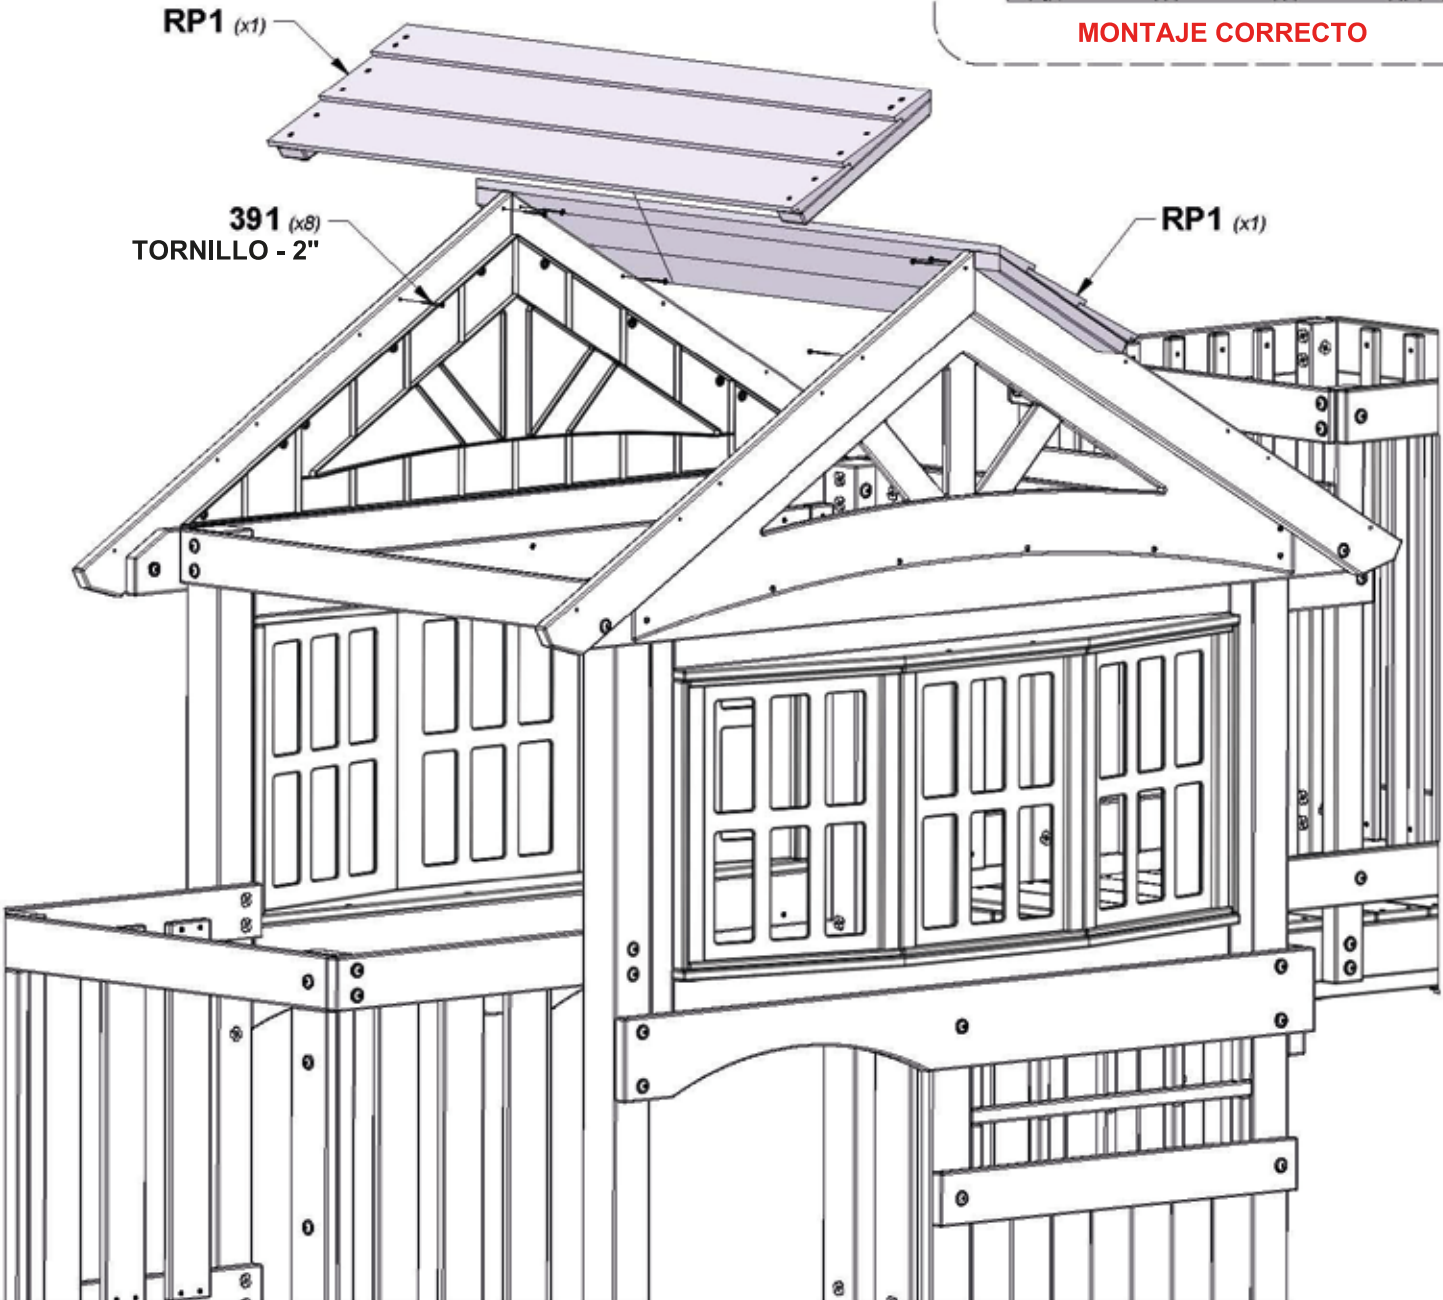 RP1 (x1)
MONTAJE CORRECTO
391 (x8)
TORNILLO - 2"
RP1 (x1)